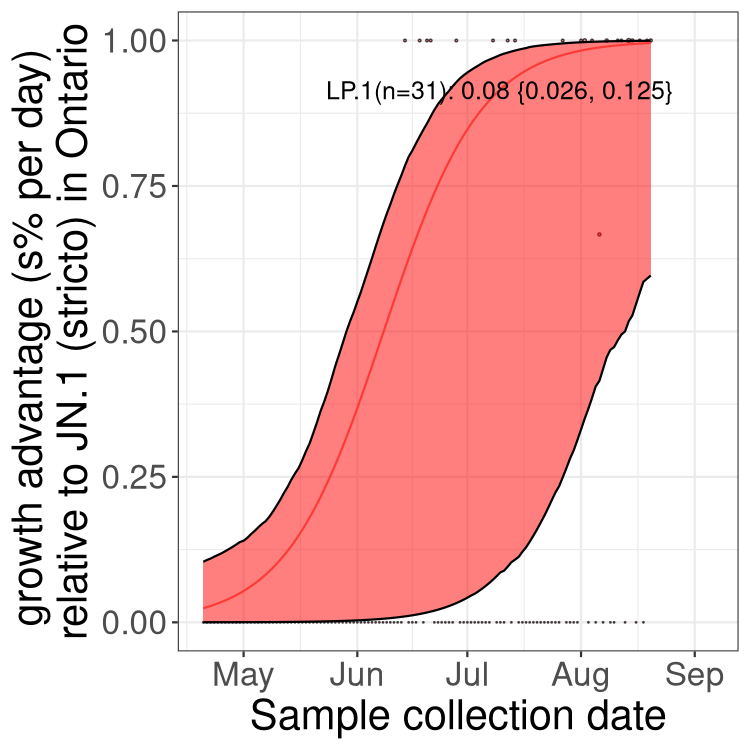 growth advantage (s% per day)
relative to JN.1 (stricto) in Ontario
1.00
0.75
0.50
0.25
0.00
LP.1(n=31): 0.08 {0.026, 0.125}
May Jun Jul Aug Sep
Sample collection date